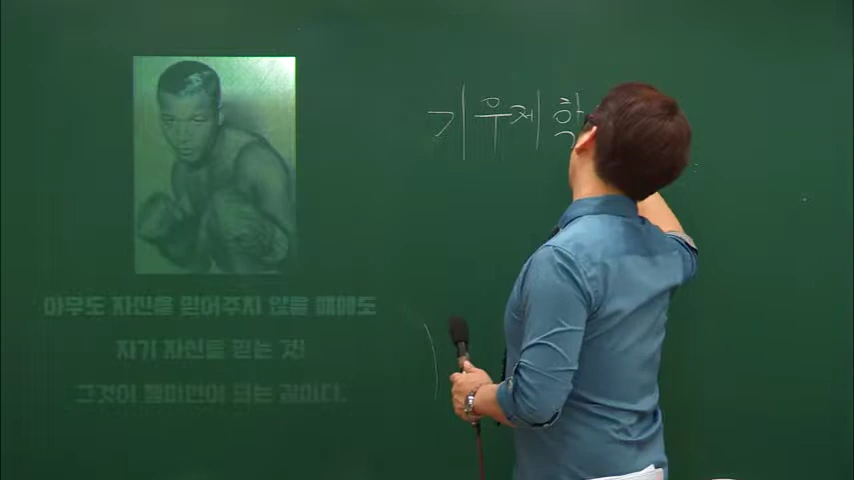 기우제 함
아무도 자신을 믿어주지 않을 때에도
자기 자신을 믿는 것
그것이 챔피언이 되는 길이다.